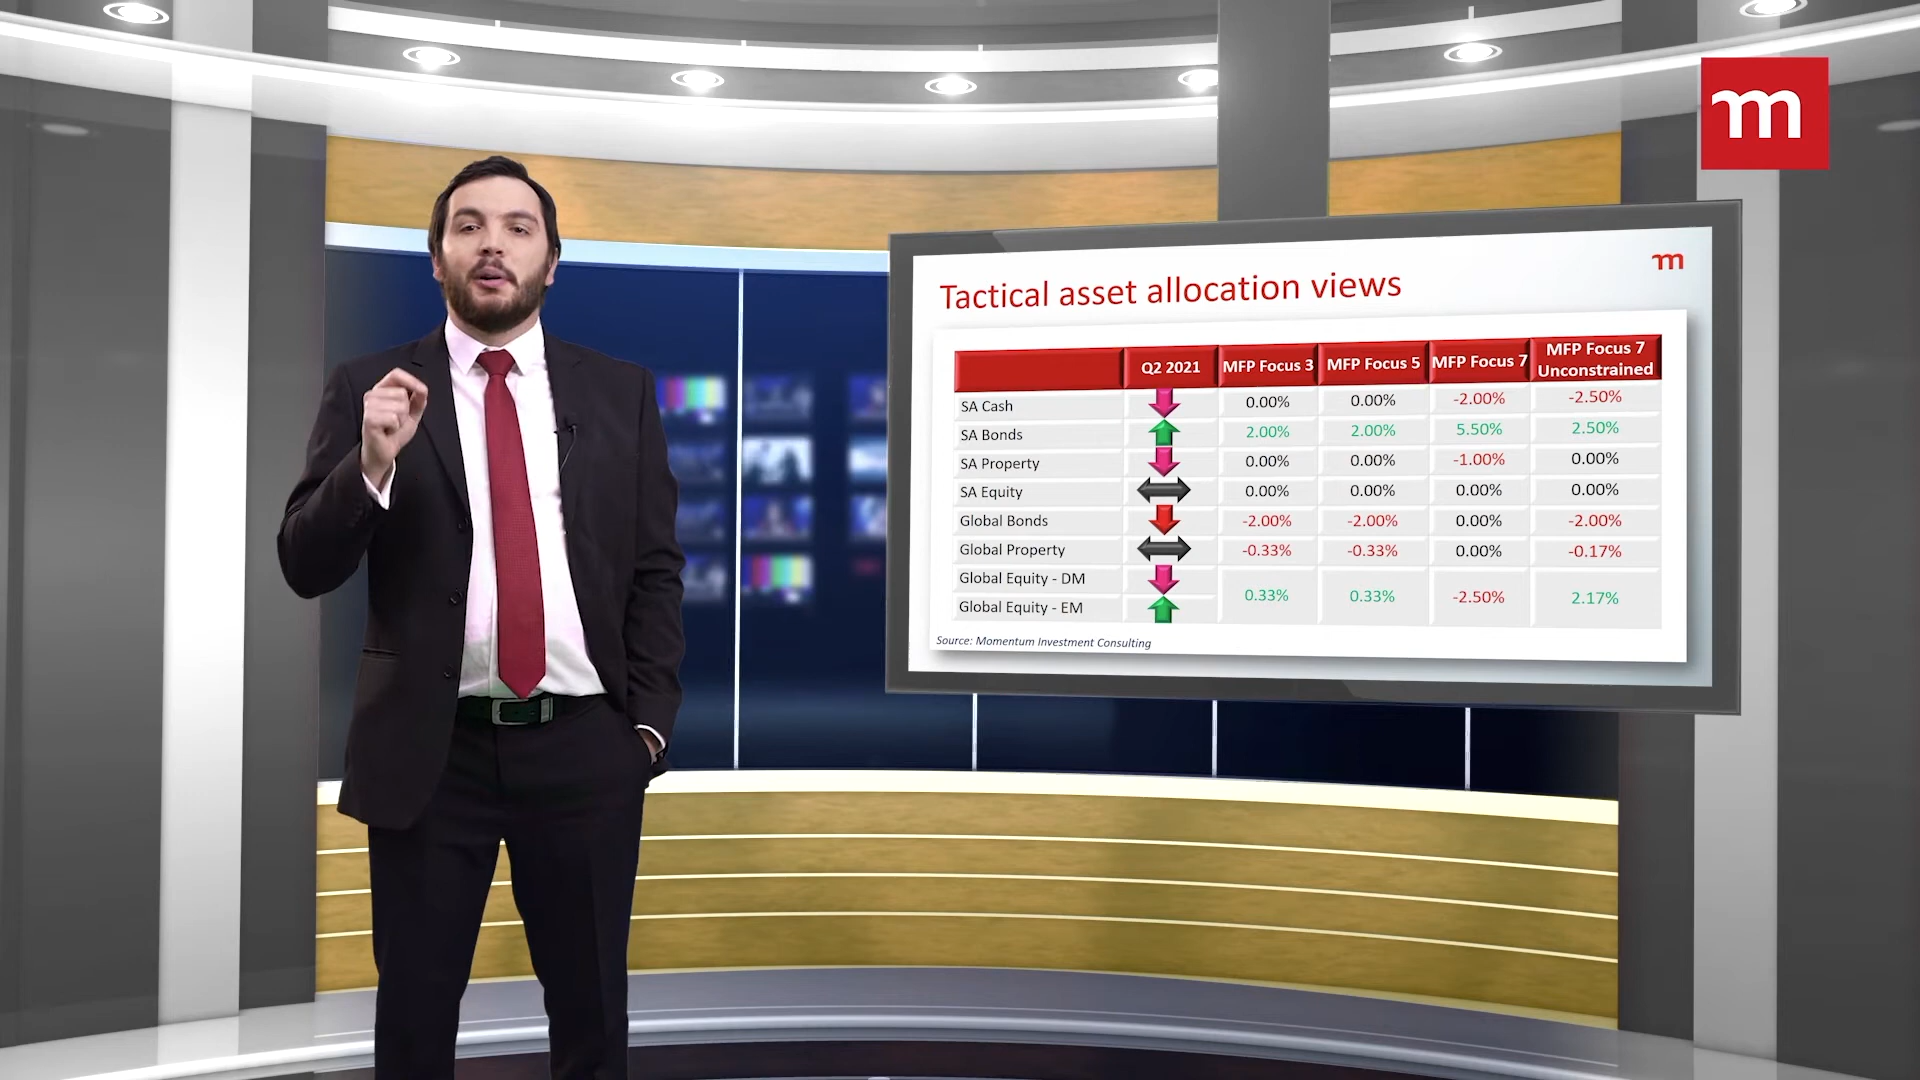 m
m
Tactical asset allocation views
Q2 2021 MFP Focus 3 MFP Focus 5 MFP Focus 7 MFP Focus 7 Unconstrained
SA Cash 0.00% 0.00% -2.00% -2.50%
SA Bonds 2.00% 2.00% 5.50% 2.50%
SA Property 0.00% 0.00% -1.00% 0.00%
SA Equity 0.00% 0.00% 0.00% 0.00%
Global Bonds -2.00% -2.00% 0.00% -2.00%
Global Property -0.33% -0.33% 0.00% -0.17%
Global Equity - DM
0.33% 0.33% -2.50% 2.17%
Global Equity - EM
Source: Momentum Investment Consulting